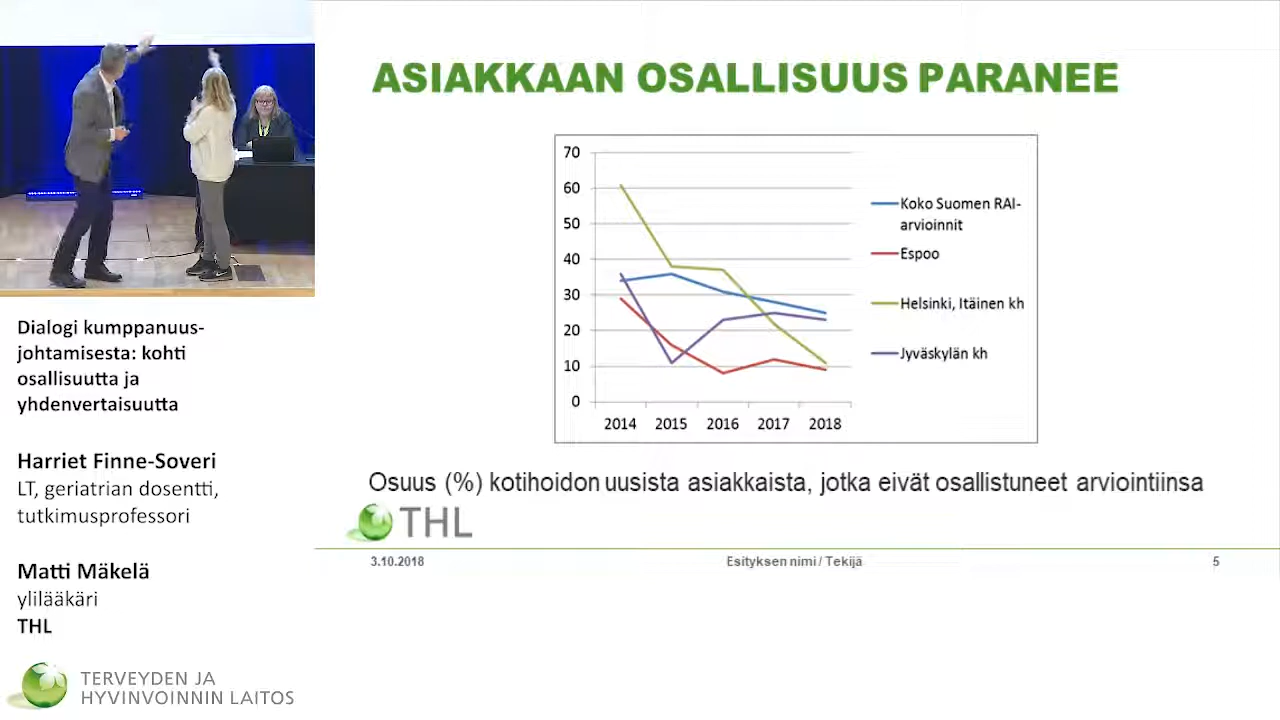 ASIAKKAAN OSALLISUUS PARANEE
70
60
50
40
30
20
10
0
2014 2015 2016 2017 2018
Koko Suomen RAI-
arvioinnit
Espoo
Helsinki, Itäinen kh
Jyväskylän kh
Osuus (%) kotihoidon uusista asiakkaista, jotka eivät osallistuneet arviointiinsa
THL
3.10.2018 Esityksen nimi / Tekijä 5
Dialogi kumppanuus-
johtamisesta: kohti
osallisuutta ja
yhdenvertaisuutta
Harriet Finne-Soveri
LT, geriatrian dosentti,
tutkimusprofessori
Matti Mäkelä
ylilääkäri
THL
TERVEYDEN JA
HYVINVOINNIN LAITOS